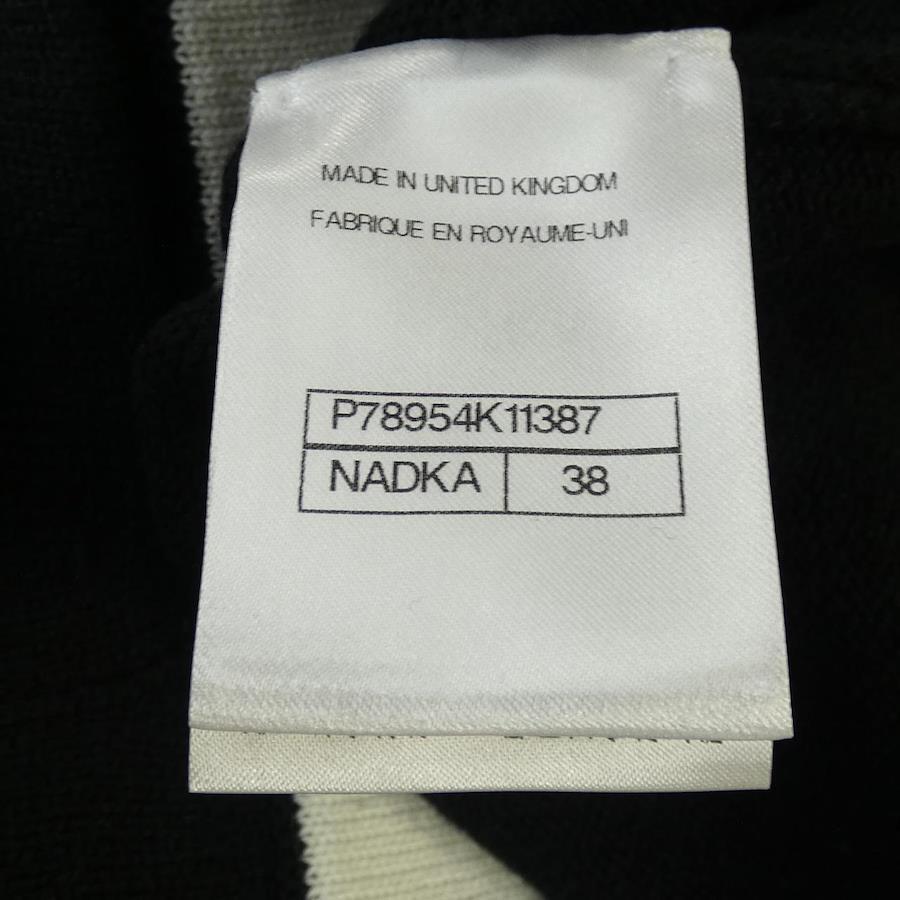 MADE IN UNITED KINGDOM
FABRIQUE EN ROYAUME-UNI
P78954K11387
NADKA 38